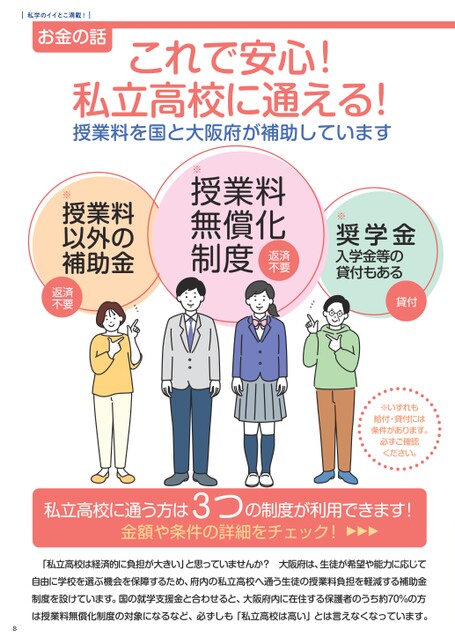 私学のイイとこ満載！
お金の話
これで安心！
私立高校に通える！
授業料を国と大阪府が補助しています
※
授業料
以外の
補助金
返済
不要
※
授業料
無償化
制度
返済
不要
※
奨学金
入学金等の
貸付もある
貸付
※いずれも
給付・貸付には
条件があります。
必ずご確認
ください。
私立高校に通う方は3つの制度が利用できます！
金額や条件の詳細をチェック！▶▶▶
「私立高校は経済的に負担が大きい」と思っていませんか？　大阪府は、生徒が希望や能力に応じて
自由に学校を選ぶ機会を保障するため、府内の私立高校へ通う生徒の授業料負担を軽減する補助金
制度を設けています。国の就学支援金と合わせると、大阪府内に在住する保護者のうち約70%の方
は授業料無償化制度の対象になるなど、必ずしも「私立高校は高い」とは言えなくなっています。
8